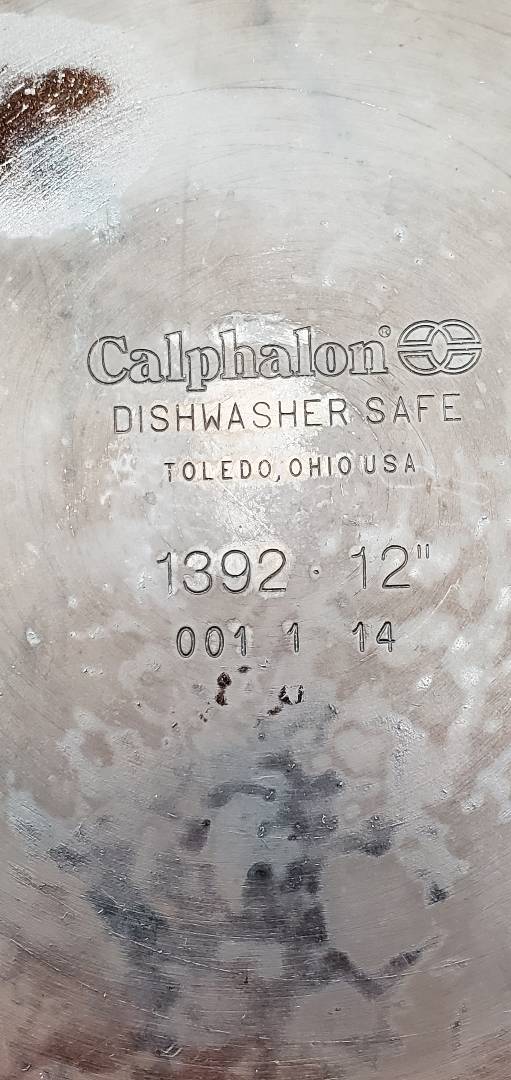 Calphalon®
DISHWASHER SAFE
TOLEDO, OHIO USA
1392 · 12"
001 1 14